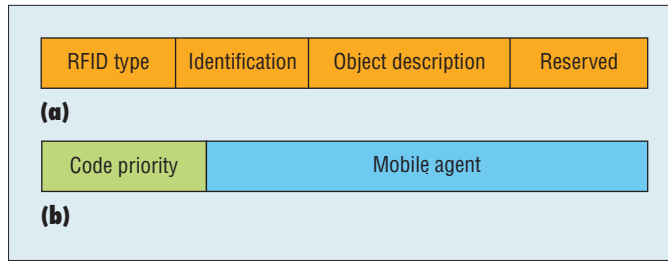 RFID type Identification Object description Reserved
(a)
Code priority Mobile agent
(b)